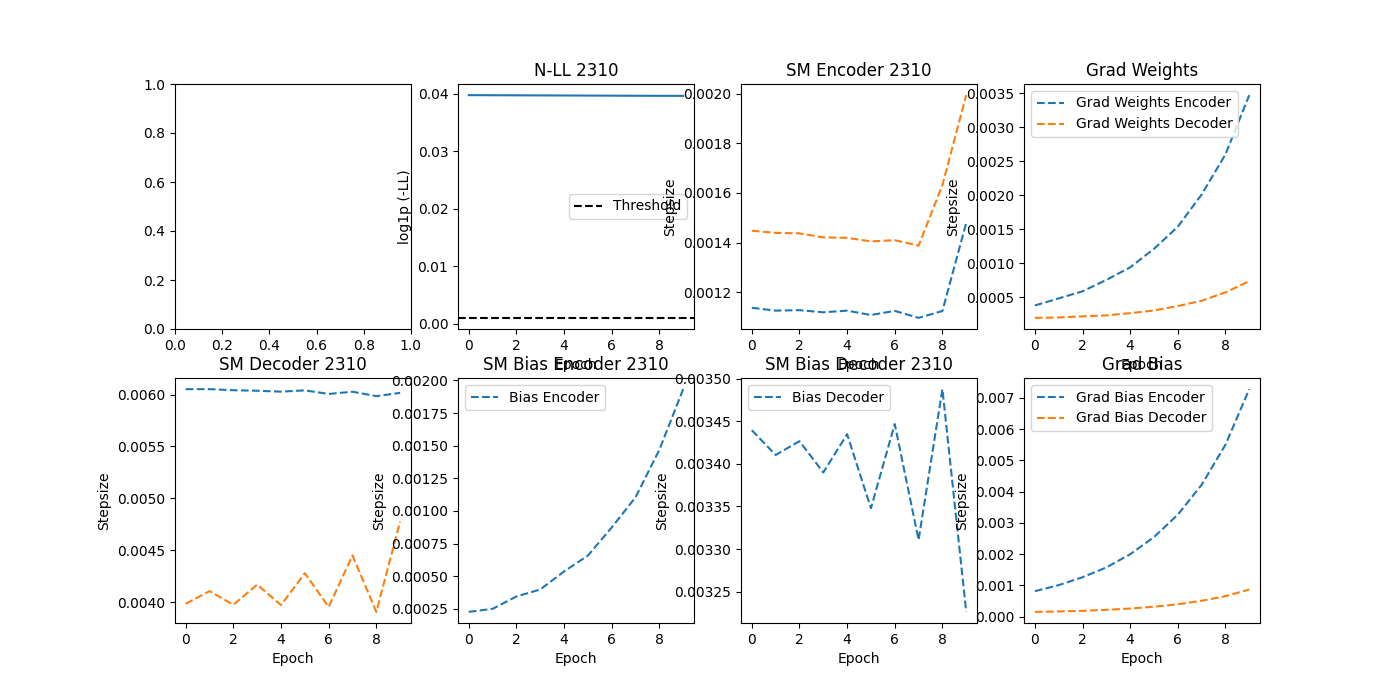 N-LL 2310
SM Encoder 2310
Grad Weights
1.0
0.8
0.6
0.4
0.2
0.0
0.0 0.2 0.4 0.6 0.8 1.0
log1p (-LL)
0.04
0.03
0.02
0.01
0.00
Threshold
0 2 4 6 8
Epoch
Stepsize
0.0020
0.0018
0.0016
0.0014
0.0012
0 2 4 6 8
Epoch
Stepsize
0.0035
0.0030
0.0025
0.0020
0.0015
0.0010
0.0005
Grad Weights Encoder
Grad Weights Decoder
0 2 4 6 8
Epoch
SM Decoder 2310
SM Bias Encoder 2310
SM Bias Decoder 2310
Grad Bias
Stepsize
0.0060
0.0055
0.0050
0.0045
0.0040
0 2 4 6 8
Epoch
Stepsize
0.00200
0.00175
0.00150
0.00125
0.00100
0.00075
0.00050
0.00025
Bias Encoder
0 2 4 6 8
Epoch
Stepsize
0.00350
0.00345
0.00340
0.00335
0.00330
0.00325
Bias Decoder
0 2 4 6 8
Epoch
Stepsize
0.007
0.006
0.005
0.004
0.003
0.002
0.001
0.000
Grad Bias Encoder
Grad Bias Decoder
0 2 4 6 8
Epoch